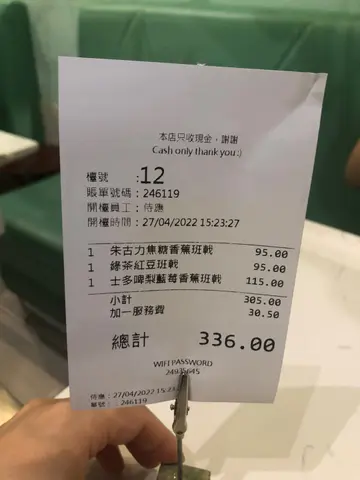 本店只收現金，謝謝
Cash only thank you :)
檯號 :12
賬單號碼 : 246119
開檯員工 : 侍應
開檯時間 : 27/04/2022 15:23:27
1 朱古力焦糖香蕉班戟 95.00
1 綠茶紅豆班戟 95.00
1 士多啤梨藍莓香蕉班戟 115.00
小計 305.00
加一服務費 30.50
總計 336.00
WIFI PASSWORD
侍應 : 27/04/2022 15:23
單號 : 246119